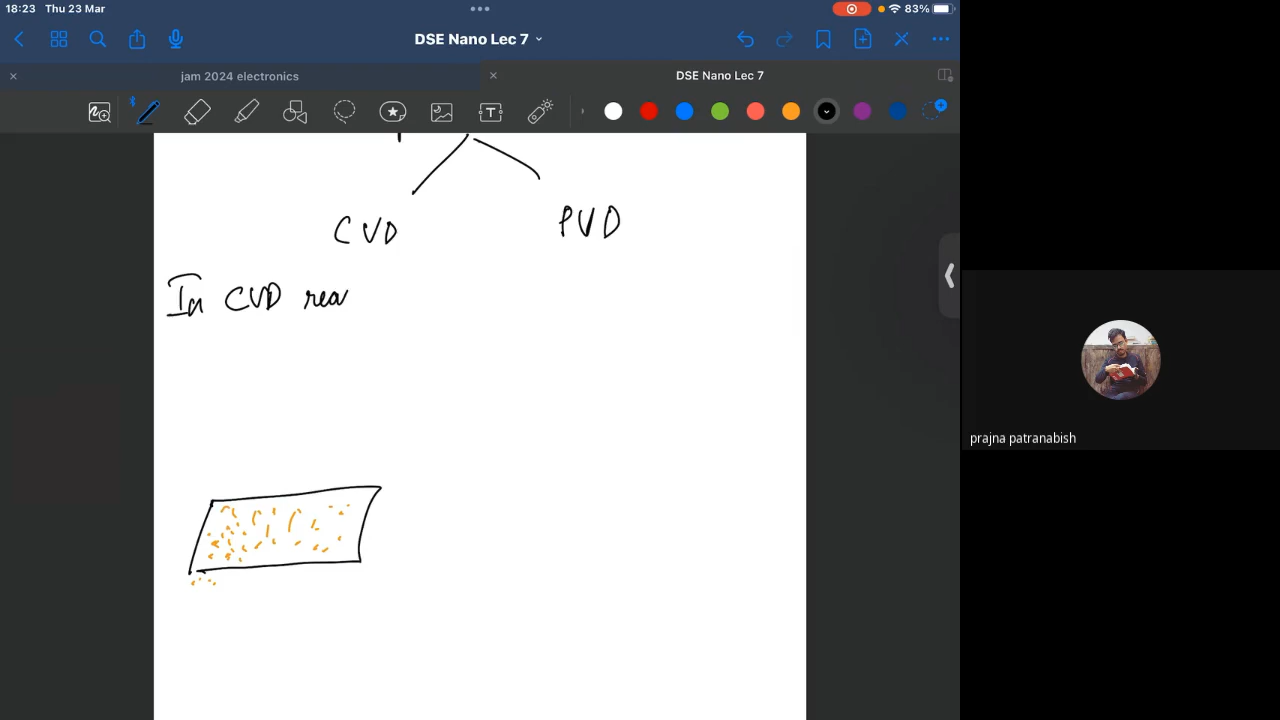 18:23 Thu 23 Mar
83%
DSE Nano Lec 7
jam 2024 electronics
DSE Nano Lec 7
T
CVD PVD
In CVD rea
prajna patranabish